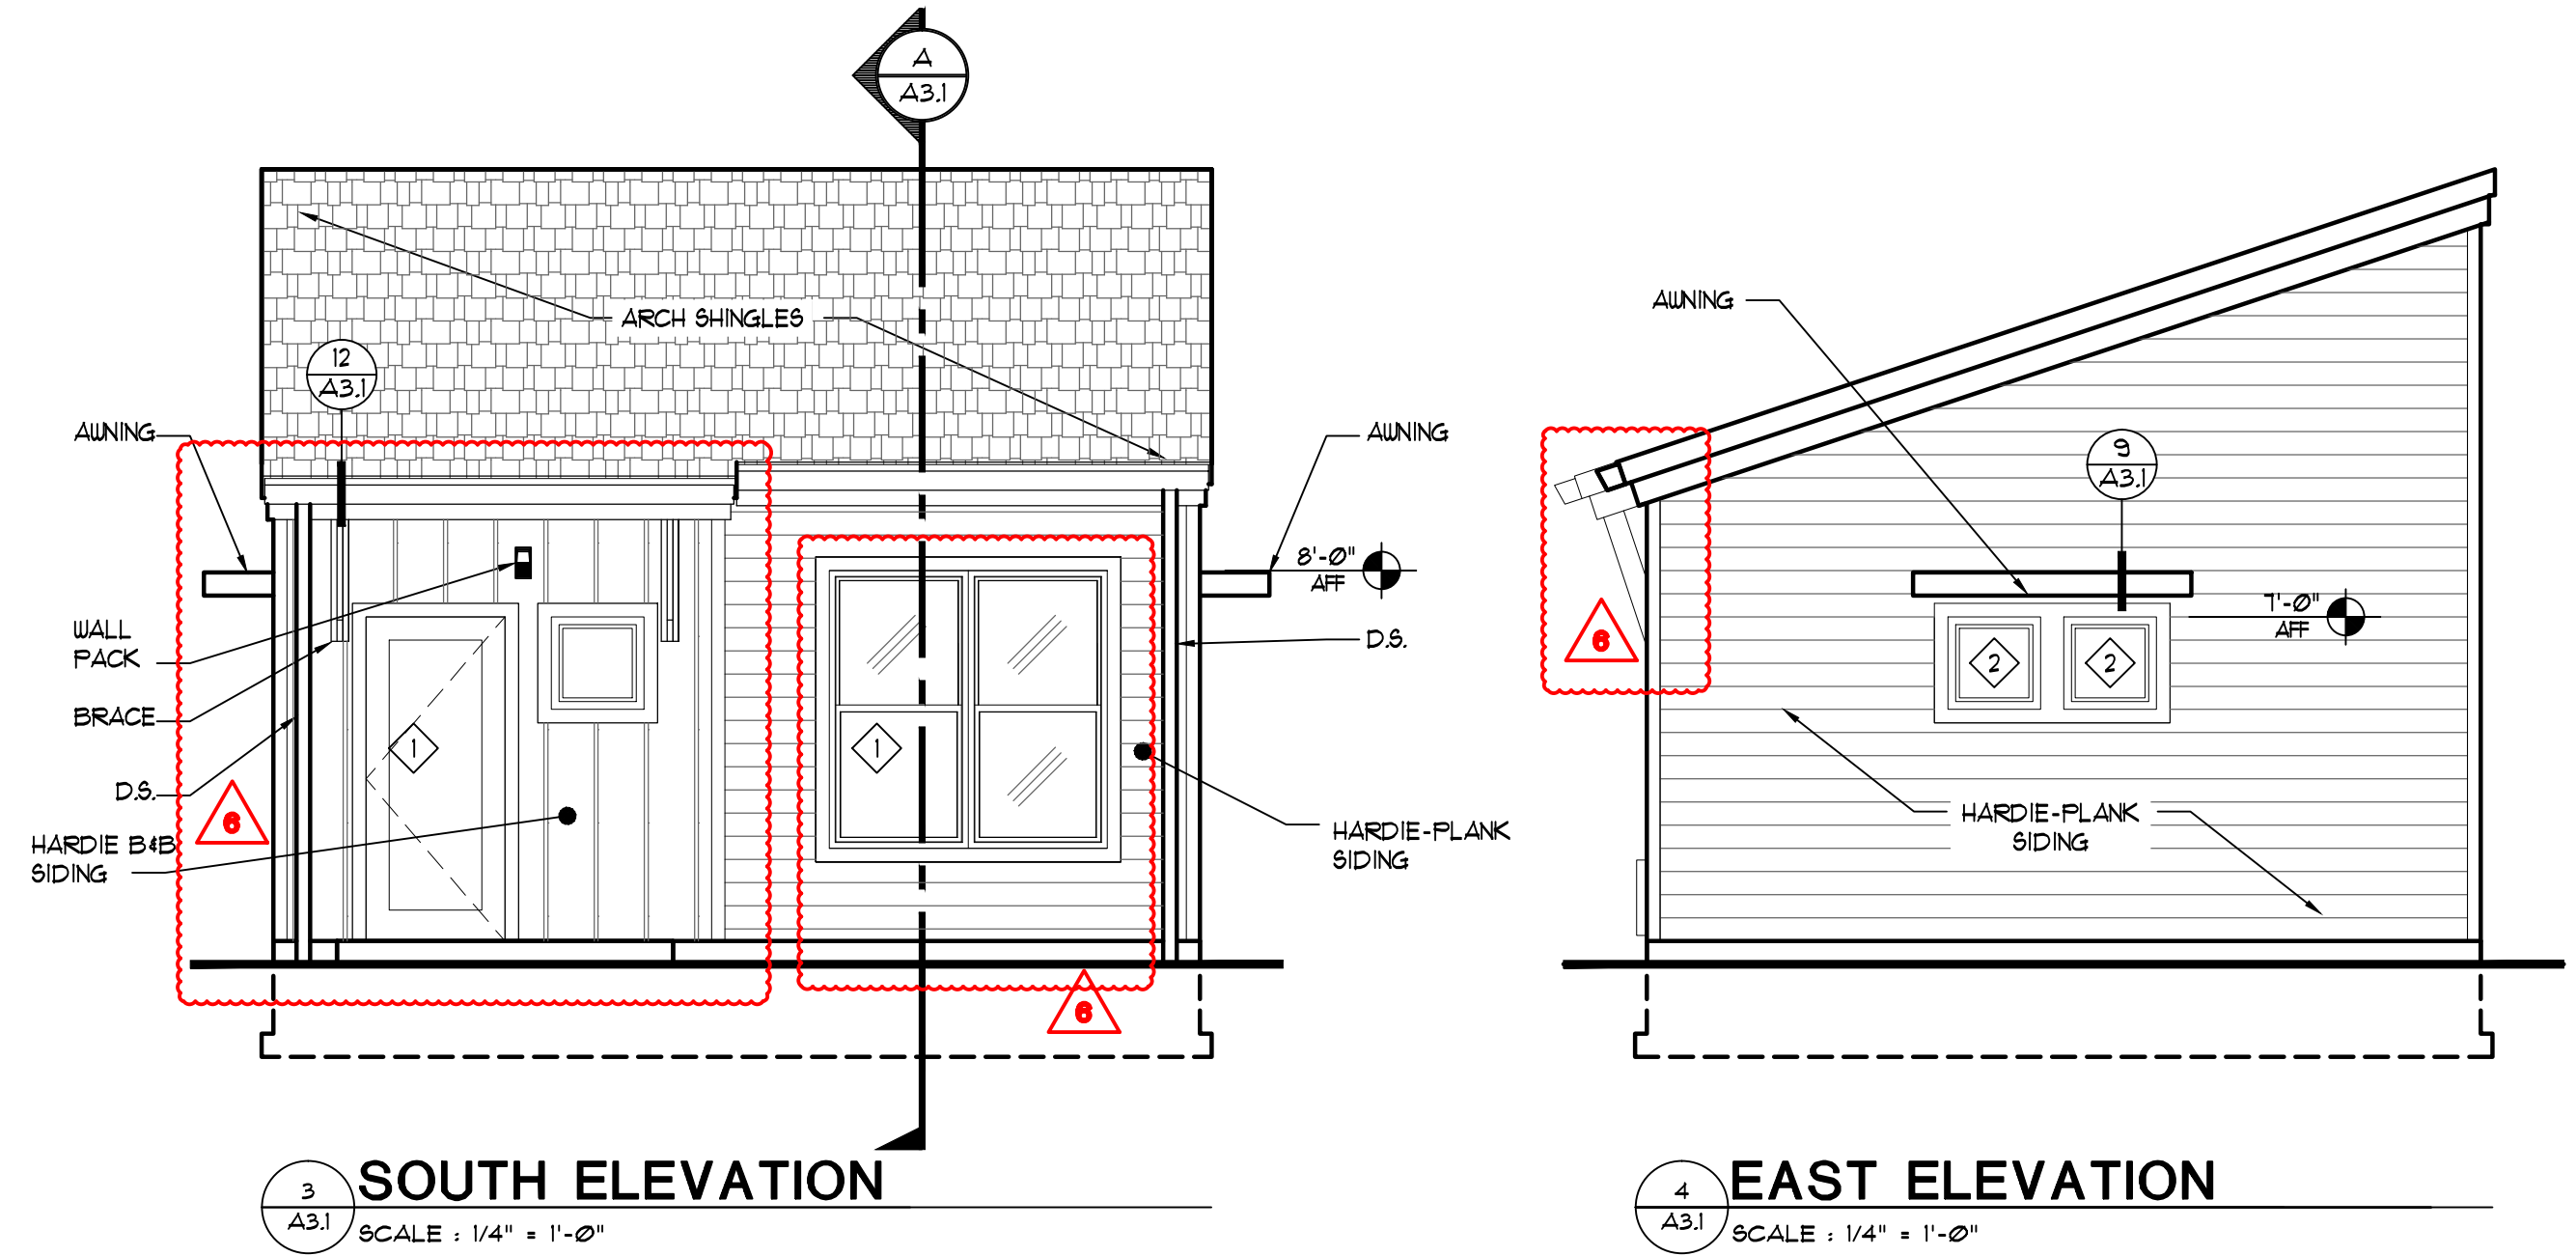 A
A3.1
ARCH SHINGLES
12
A3.1
AWNING
WALL
PACK
BRACE
D.S.
6
HARDIE B&B
SIDING
1
1
AWNING
8'-0"
AFF
D.S.
HARDIE-PLANK
SIDING
6
3
A3.1
SOUTH ELEVATION
SCALE : 1/4" = 1'-0"
AWNING
9
A3.1
7'-0"
AFF
6
2
2
HARDIE-PLANK
SIDING
4
A3.1
EAST ELEVATION
SCALE : 1/4" = 1'-0"